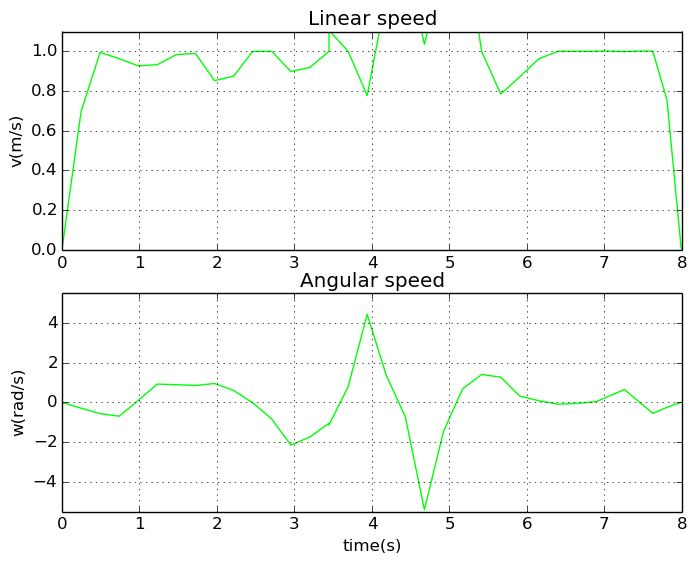 Linear speed
1.0
0.8
0.6
0.4
0.2
0.0
v(m/s)
0 1 2 3 4 5 6 7 8
Angular speed
4
2
0
−2
−4
w(rad/s)
0 1 2 3 4 5 6 7 8
time(s)